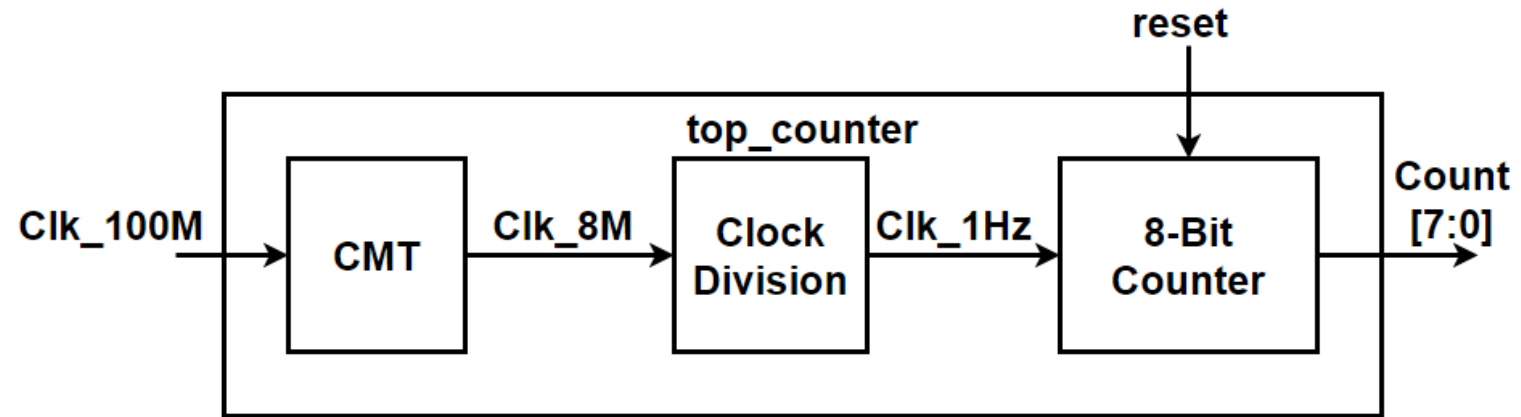 reset
top_counter
Clk_100M
CMT
Clk_8M
Clock
Division
Clk_1Hz
8-Bit
Counter
Count
[7:0]